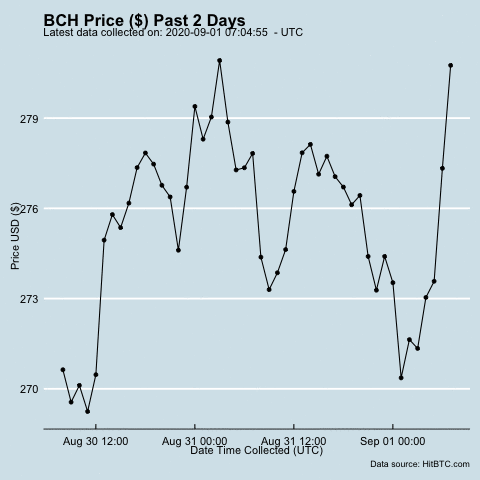 BCH Price ($) Past 2 Days
Latest data collected on: 2020-09-01 07:04:55 - UTC
279
276
273
270
Price USD ($)
Aug 30 12:00 Aug 31 00:00 Aug 31 12:00 Sep 01 00:00
Date Time Collected (UTC)
Data source: HitBTC.com